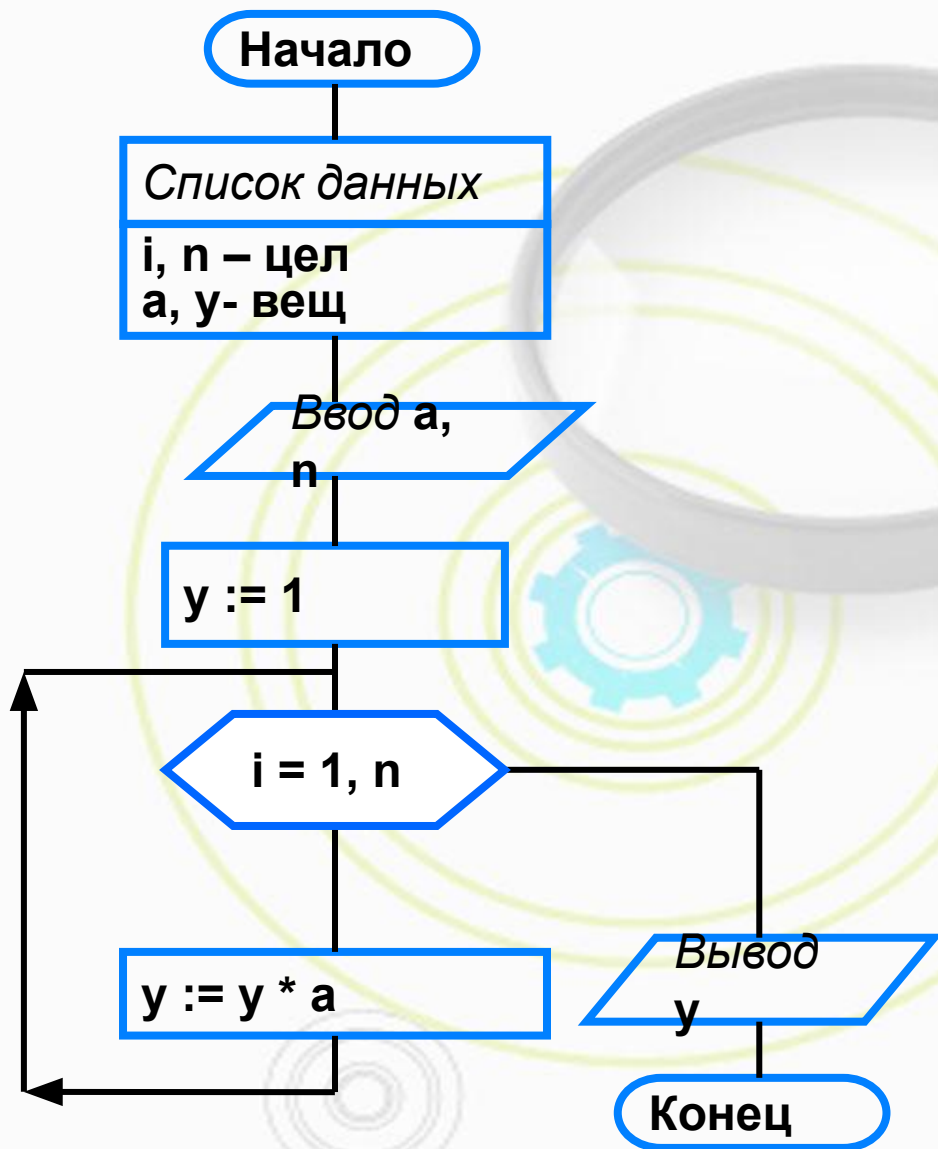 Начало
Список данных
i, n – цел
a, y- вещ
Ввод a,
n
y := 1
i = 1, n
y := y * a
Вывод
y
Конец